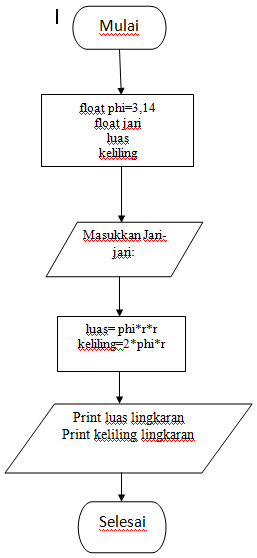 Mulai
float phi=3,14
float jari
luas
keliling
Masukkan Jari-
jari:
luas= phi*r*r
keliling=2*phi*r
Print luas lingkaran
Print keliling lingkaran
Selesai